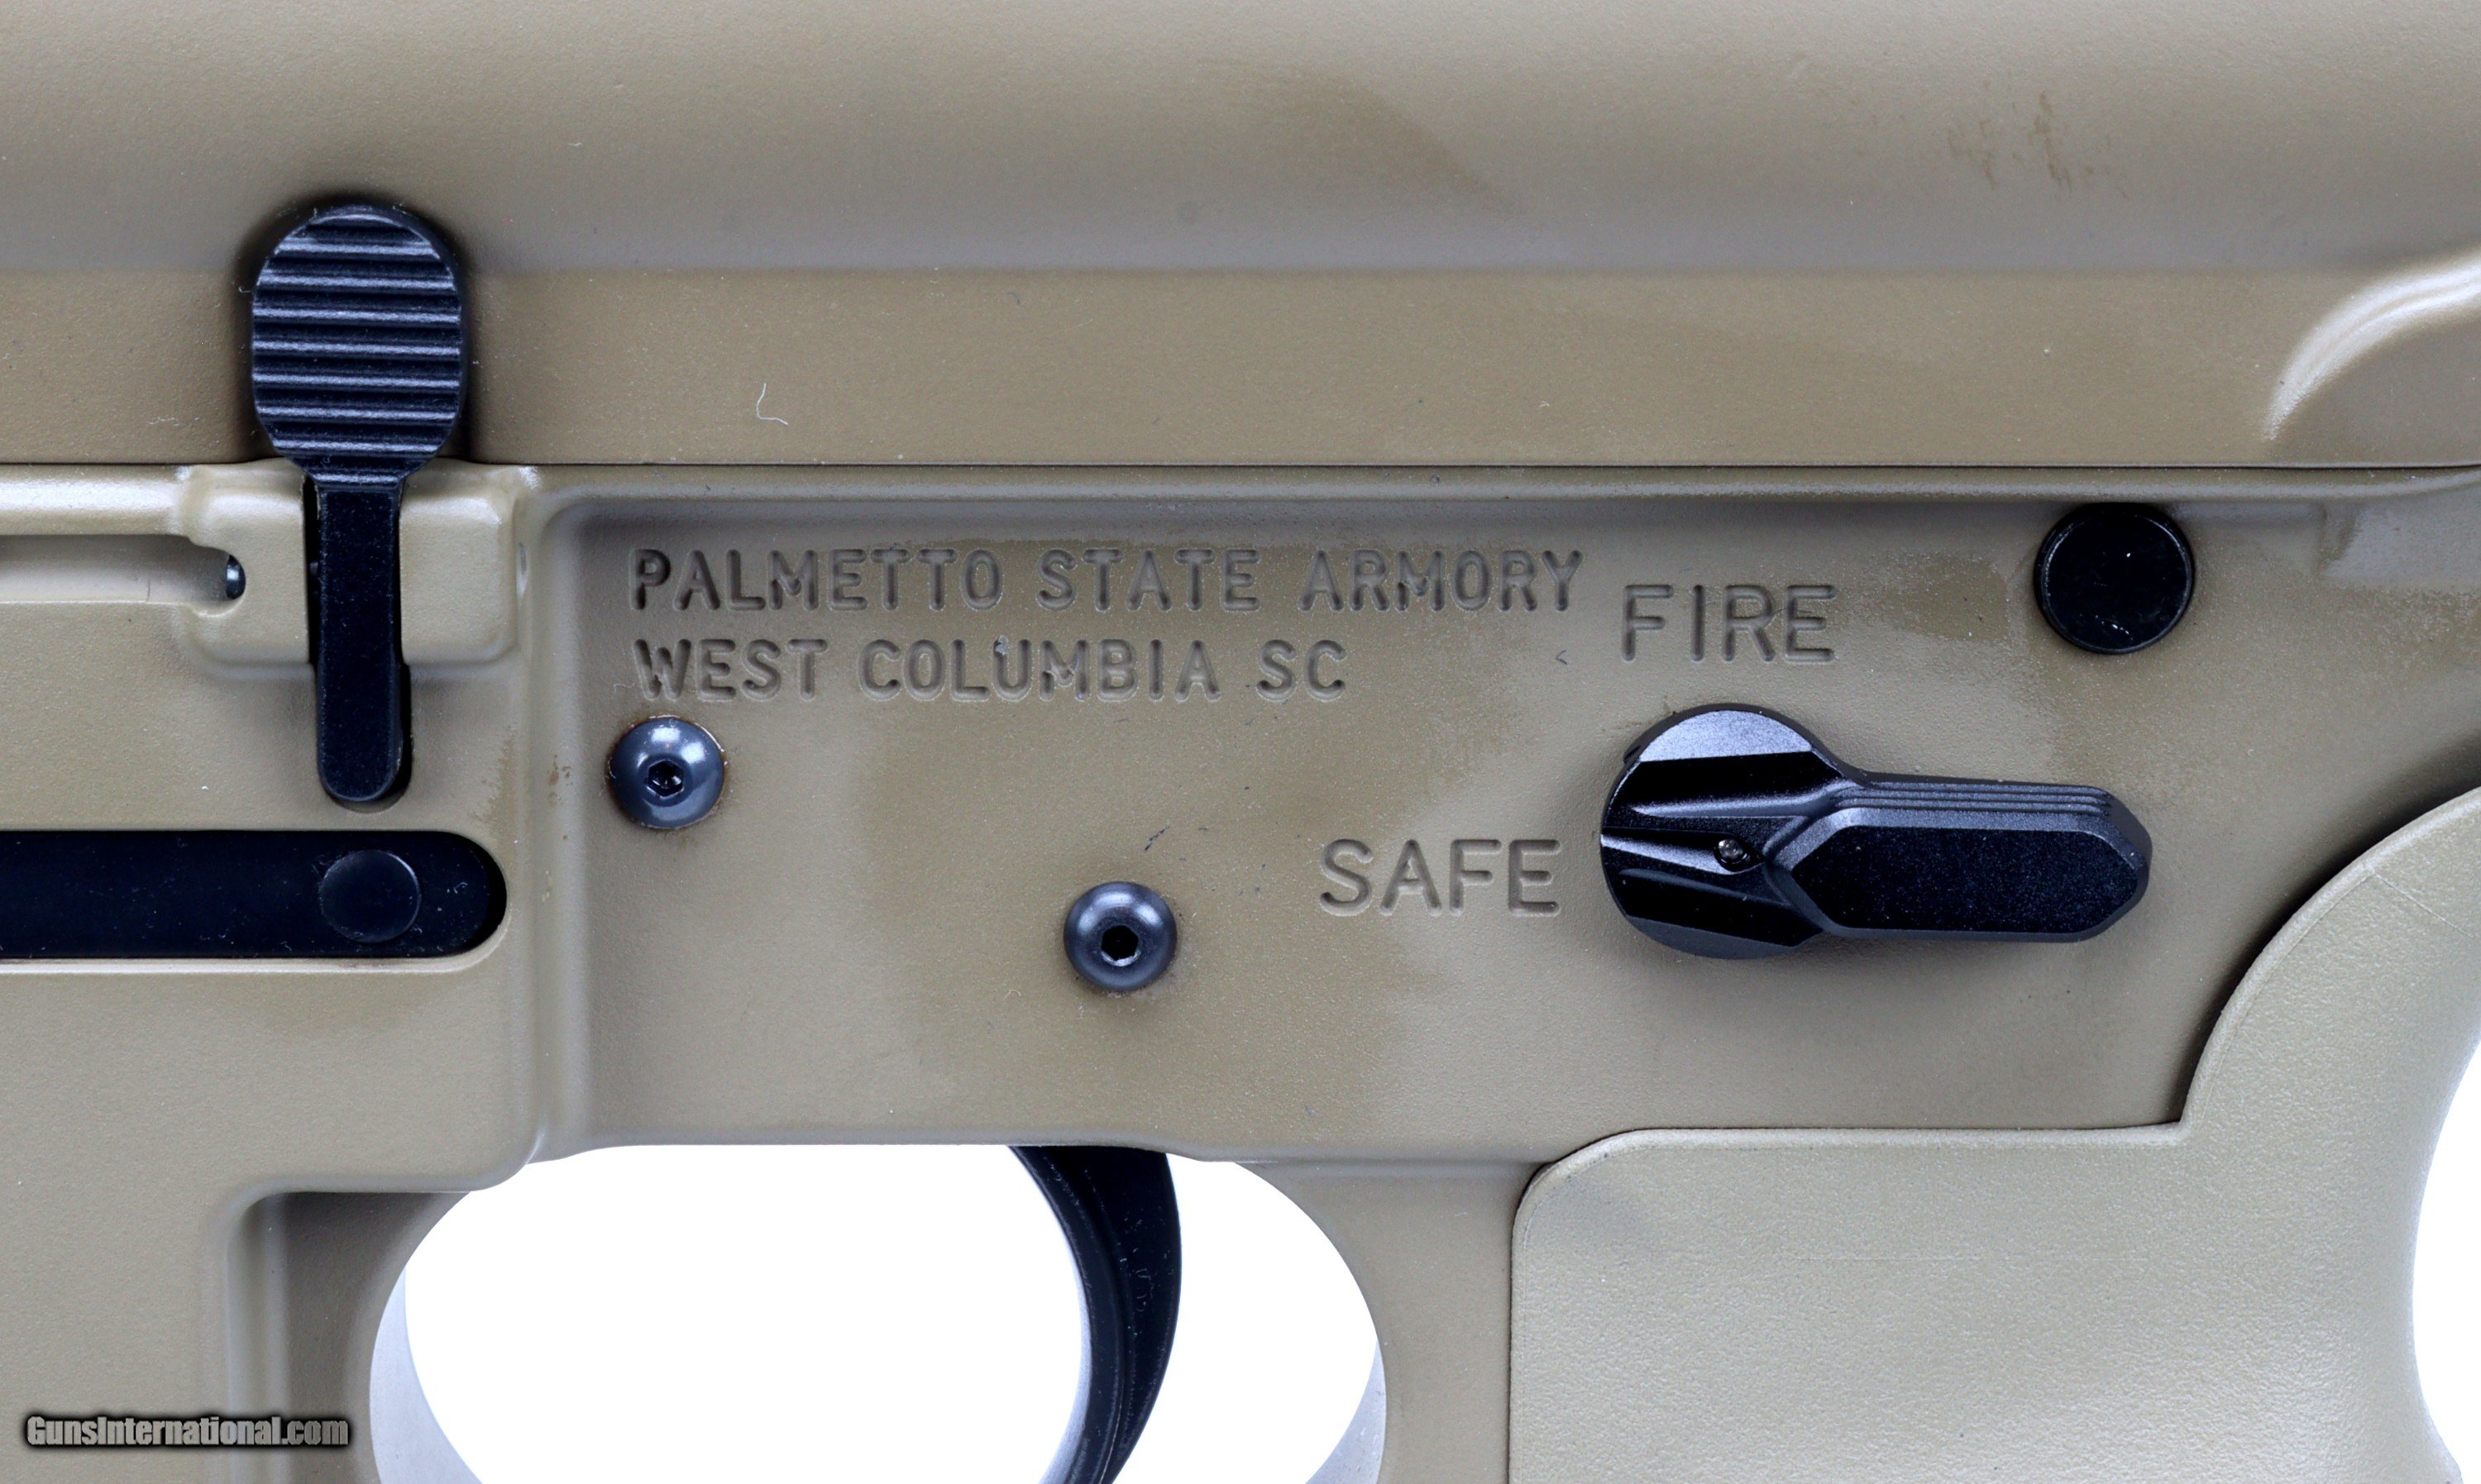 PALMETTO STATE ARMORY
WEST COLUMBIA SC
FIRE
SAFE
GunsInternational.com